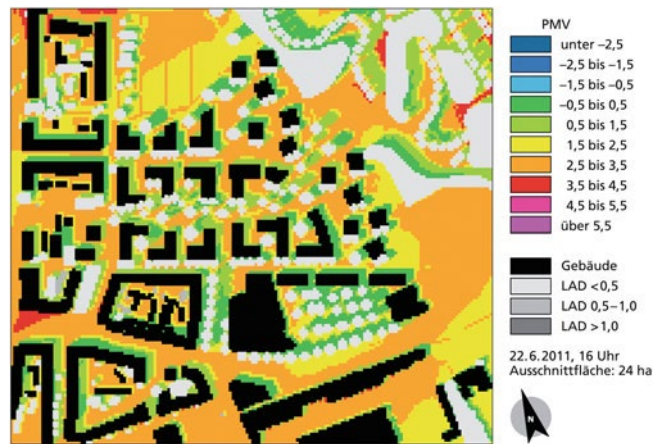 PMV
unter –2,5
–2,5 bis –1,5
–1,5 bis –0,5
–0,5 bis 0,5
0,5 bis 1,5
1,5 bis 2,5
2,5 bis 3,5
3,5 bis 4,5
4,5 bis 5,5
über 5,5
Gebäude
LAD <0,5
LAD 0,5–1,0
LAD >1,0
22.6.2011, 16 Uhr
Ausschnittfläche: 24 ha
N